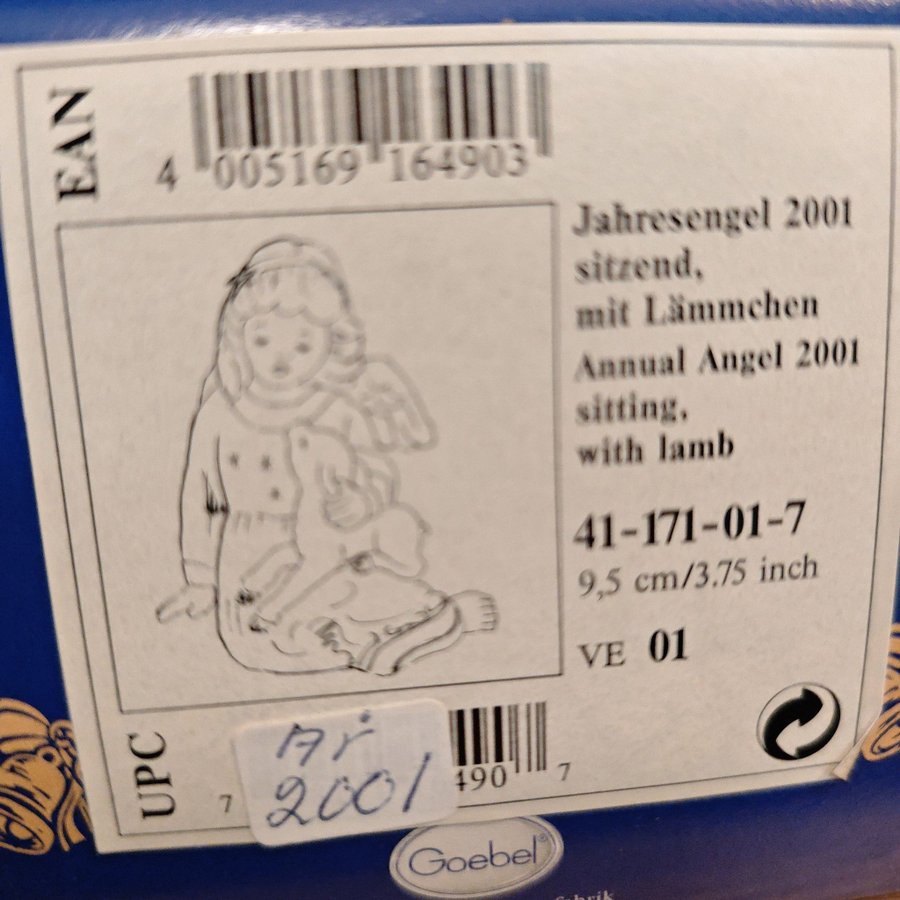 EAN
4 005169 164903
Jahresengel 2001
sitzend,
mit Lämmchen
Annual Angel 2001
sitting,
with lamb
41-171-01-7
9,5 cm/3.75 inch
VE 01
UPC
7 490 7
År
2001
Goebel®